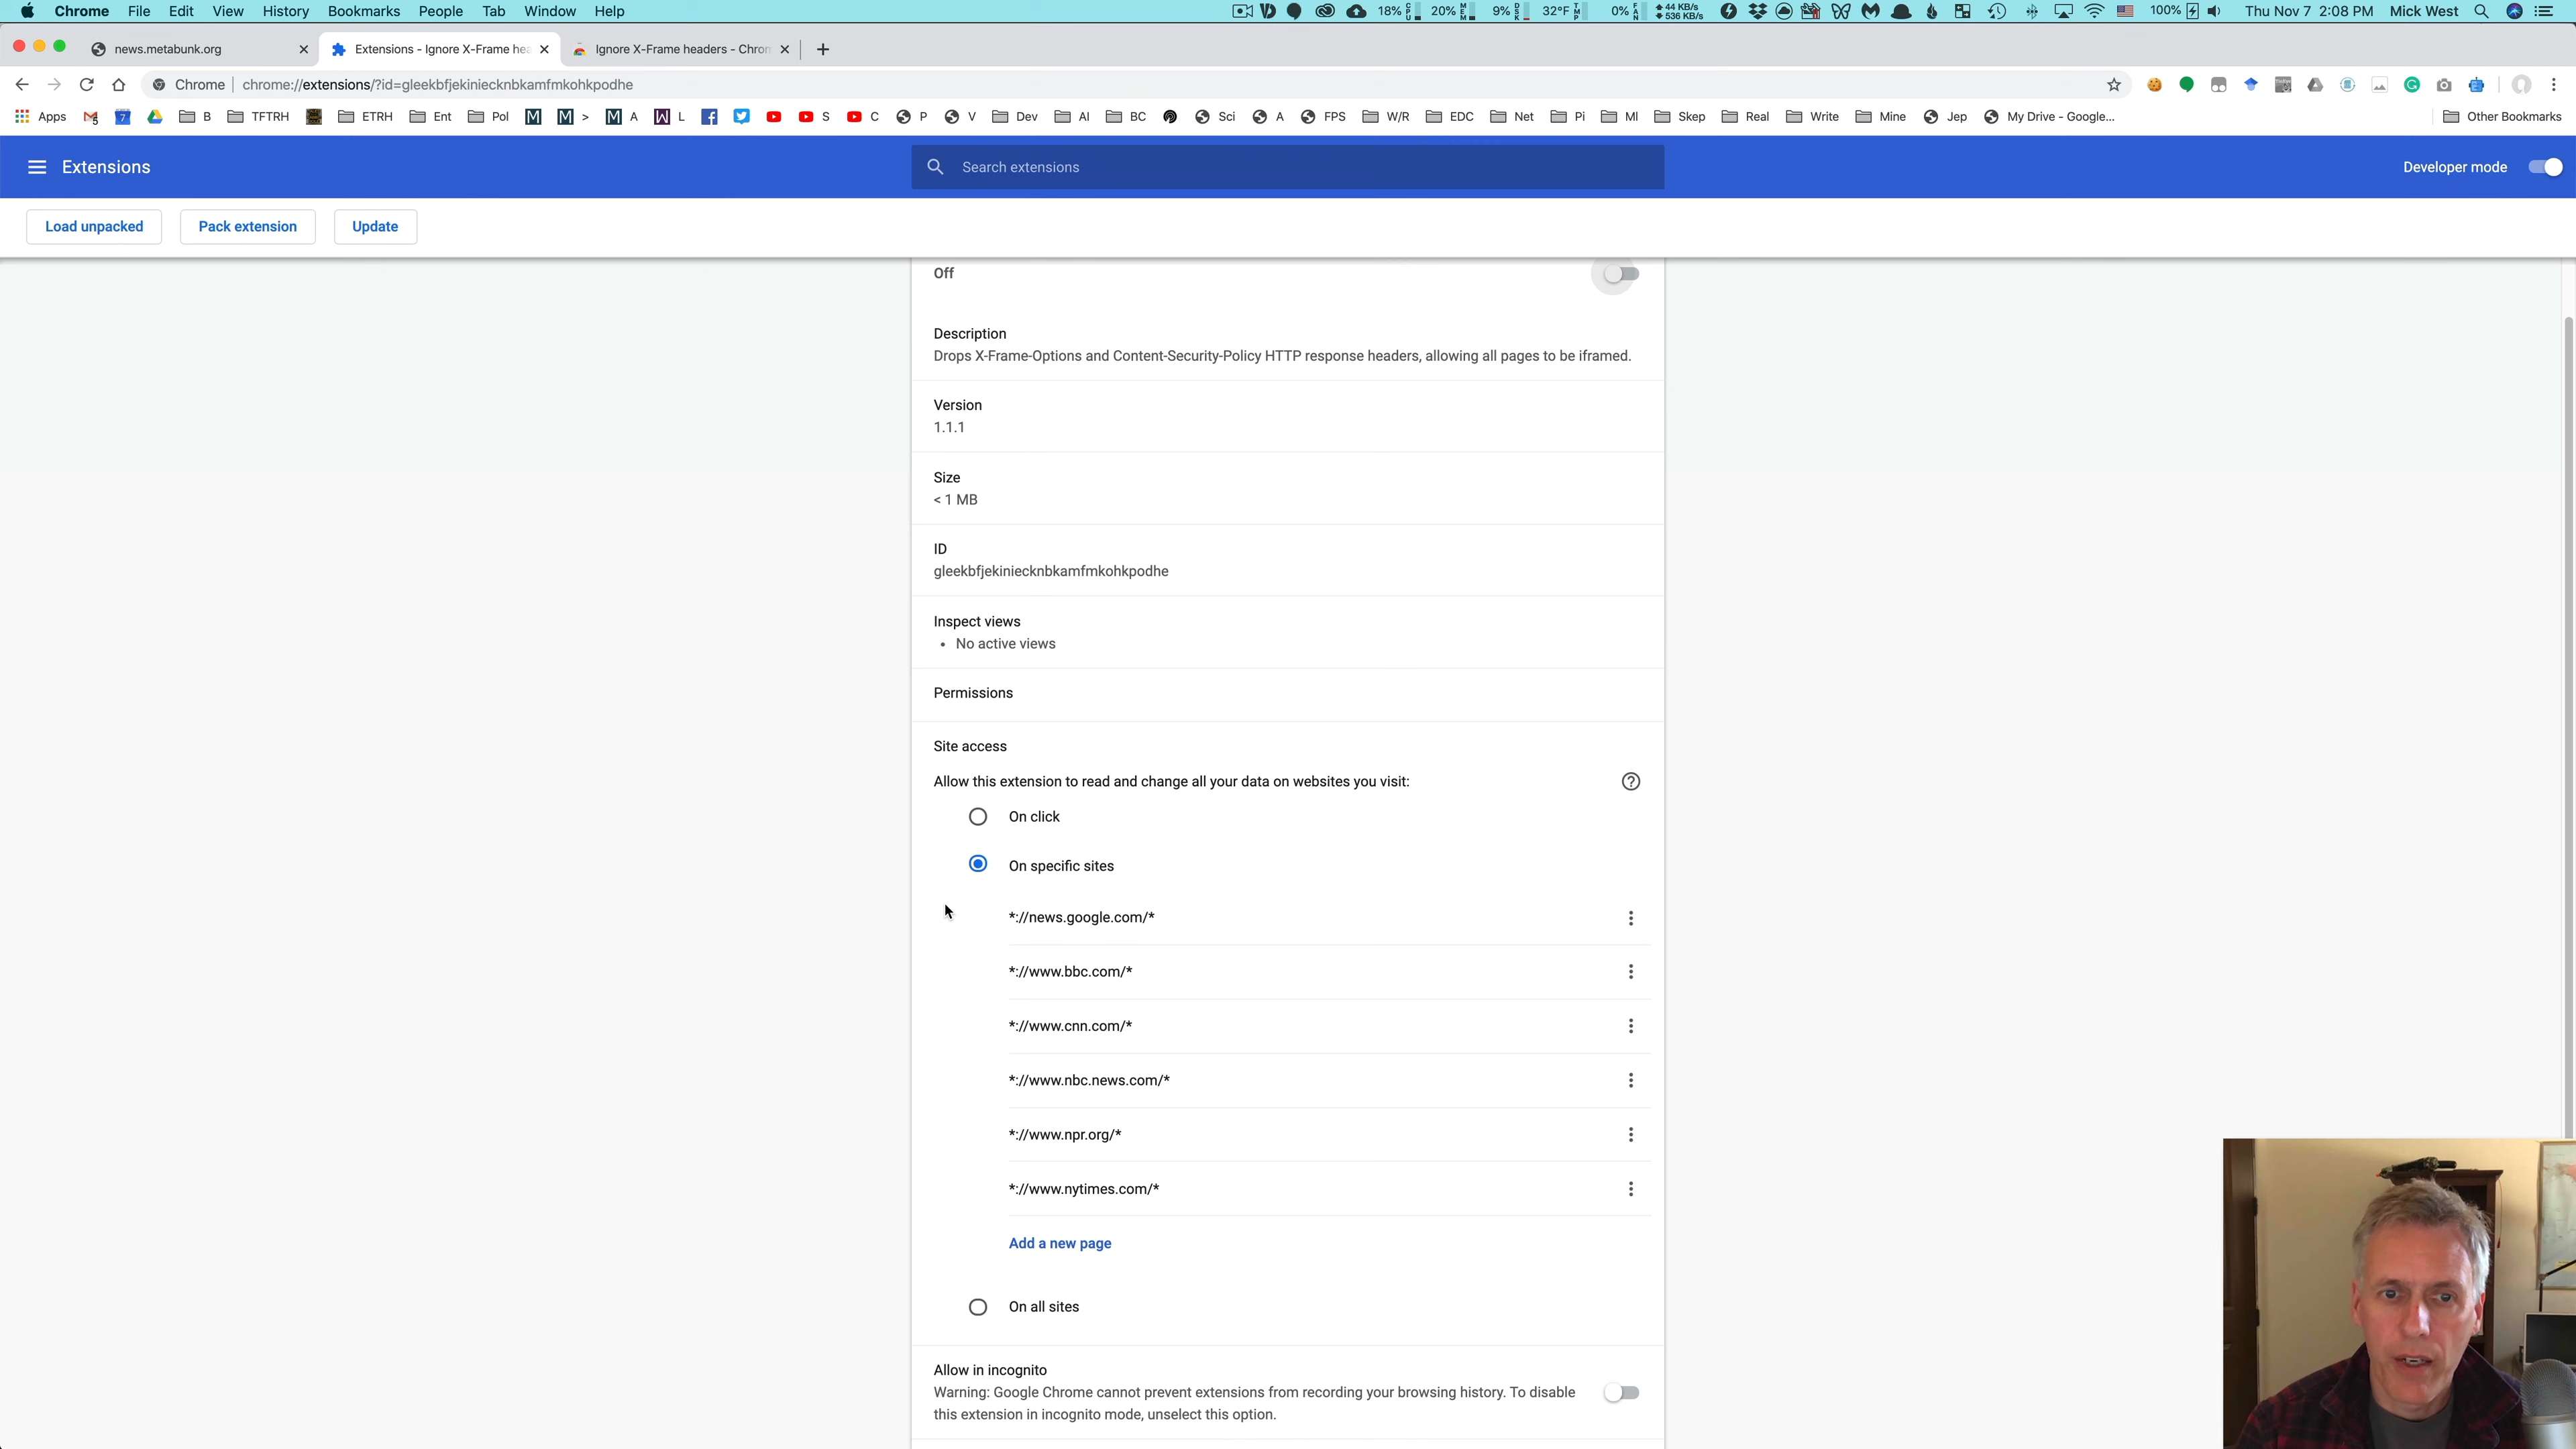 Chrome File Edit View History Bookmarks People Tab Window Help 18% 20% 9% 32°F 0% 44 KB/s 536 KB/s 100% Thu Nov 7 2:08 PM Mick West
news.metabunk.org Extensions - Ignore X-Frame hea Ignore X-Frame headers - Chron
Chrome chrome://extensions/?id=gleekbfjekiniecknbkamfmkohkpodhe
Apps B TFTRH ETRH Ent Pol > A L S C P V Dev AI BC Sci A FPS W/R EDC Net Pi MI Skep Real Write Mine Jep My Drive - Google... Other Bookmarks
Extensions Search extensions Developer mode
Load unpacked Pack extension Update
Off
Description
Drops X-Frame-Options and Content-Security-Policy HTTP response headers, allowing all pages to be iframed.
Version
1.1.1
Size
< 1 MB
ID
gleekbfjekiniecknbkamfmkohkpodhe
Inspect views
• No active views
Permissions
Site access
Allow this extension to read and change all your data on websites you visit:
On click
On specific sites
*://news.google.com/*
*://www.bbc.com/*
*://www.cnn.com/*
*://www.nbc.news.com/*
*://www.npr.org/*
*://www.nytimes.com/*
Add a new page
On all sites
Allow in incognito
Warning: Google Chrome cannot prevent extensions from recording your browsing history. To disable
this extension in incognito mode, unselect this option.